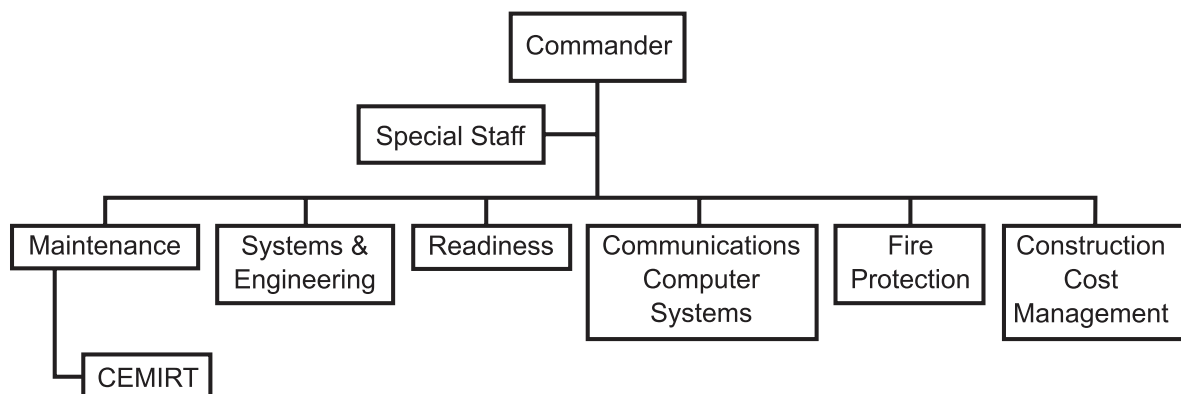 Commander
Special Staff
Maintenance
Systems &
Engineering
Readiness
Communications
Computer
Systems
Fire
Protection
Construction
Cost
Management
CEMIRT